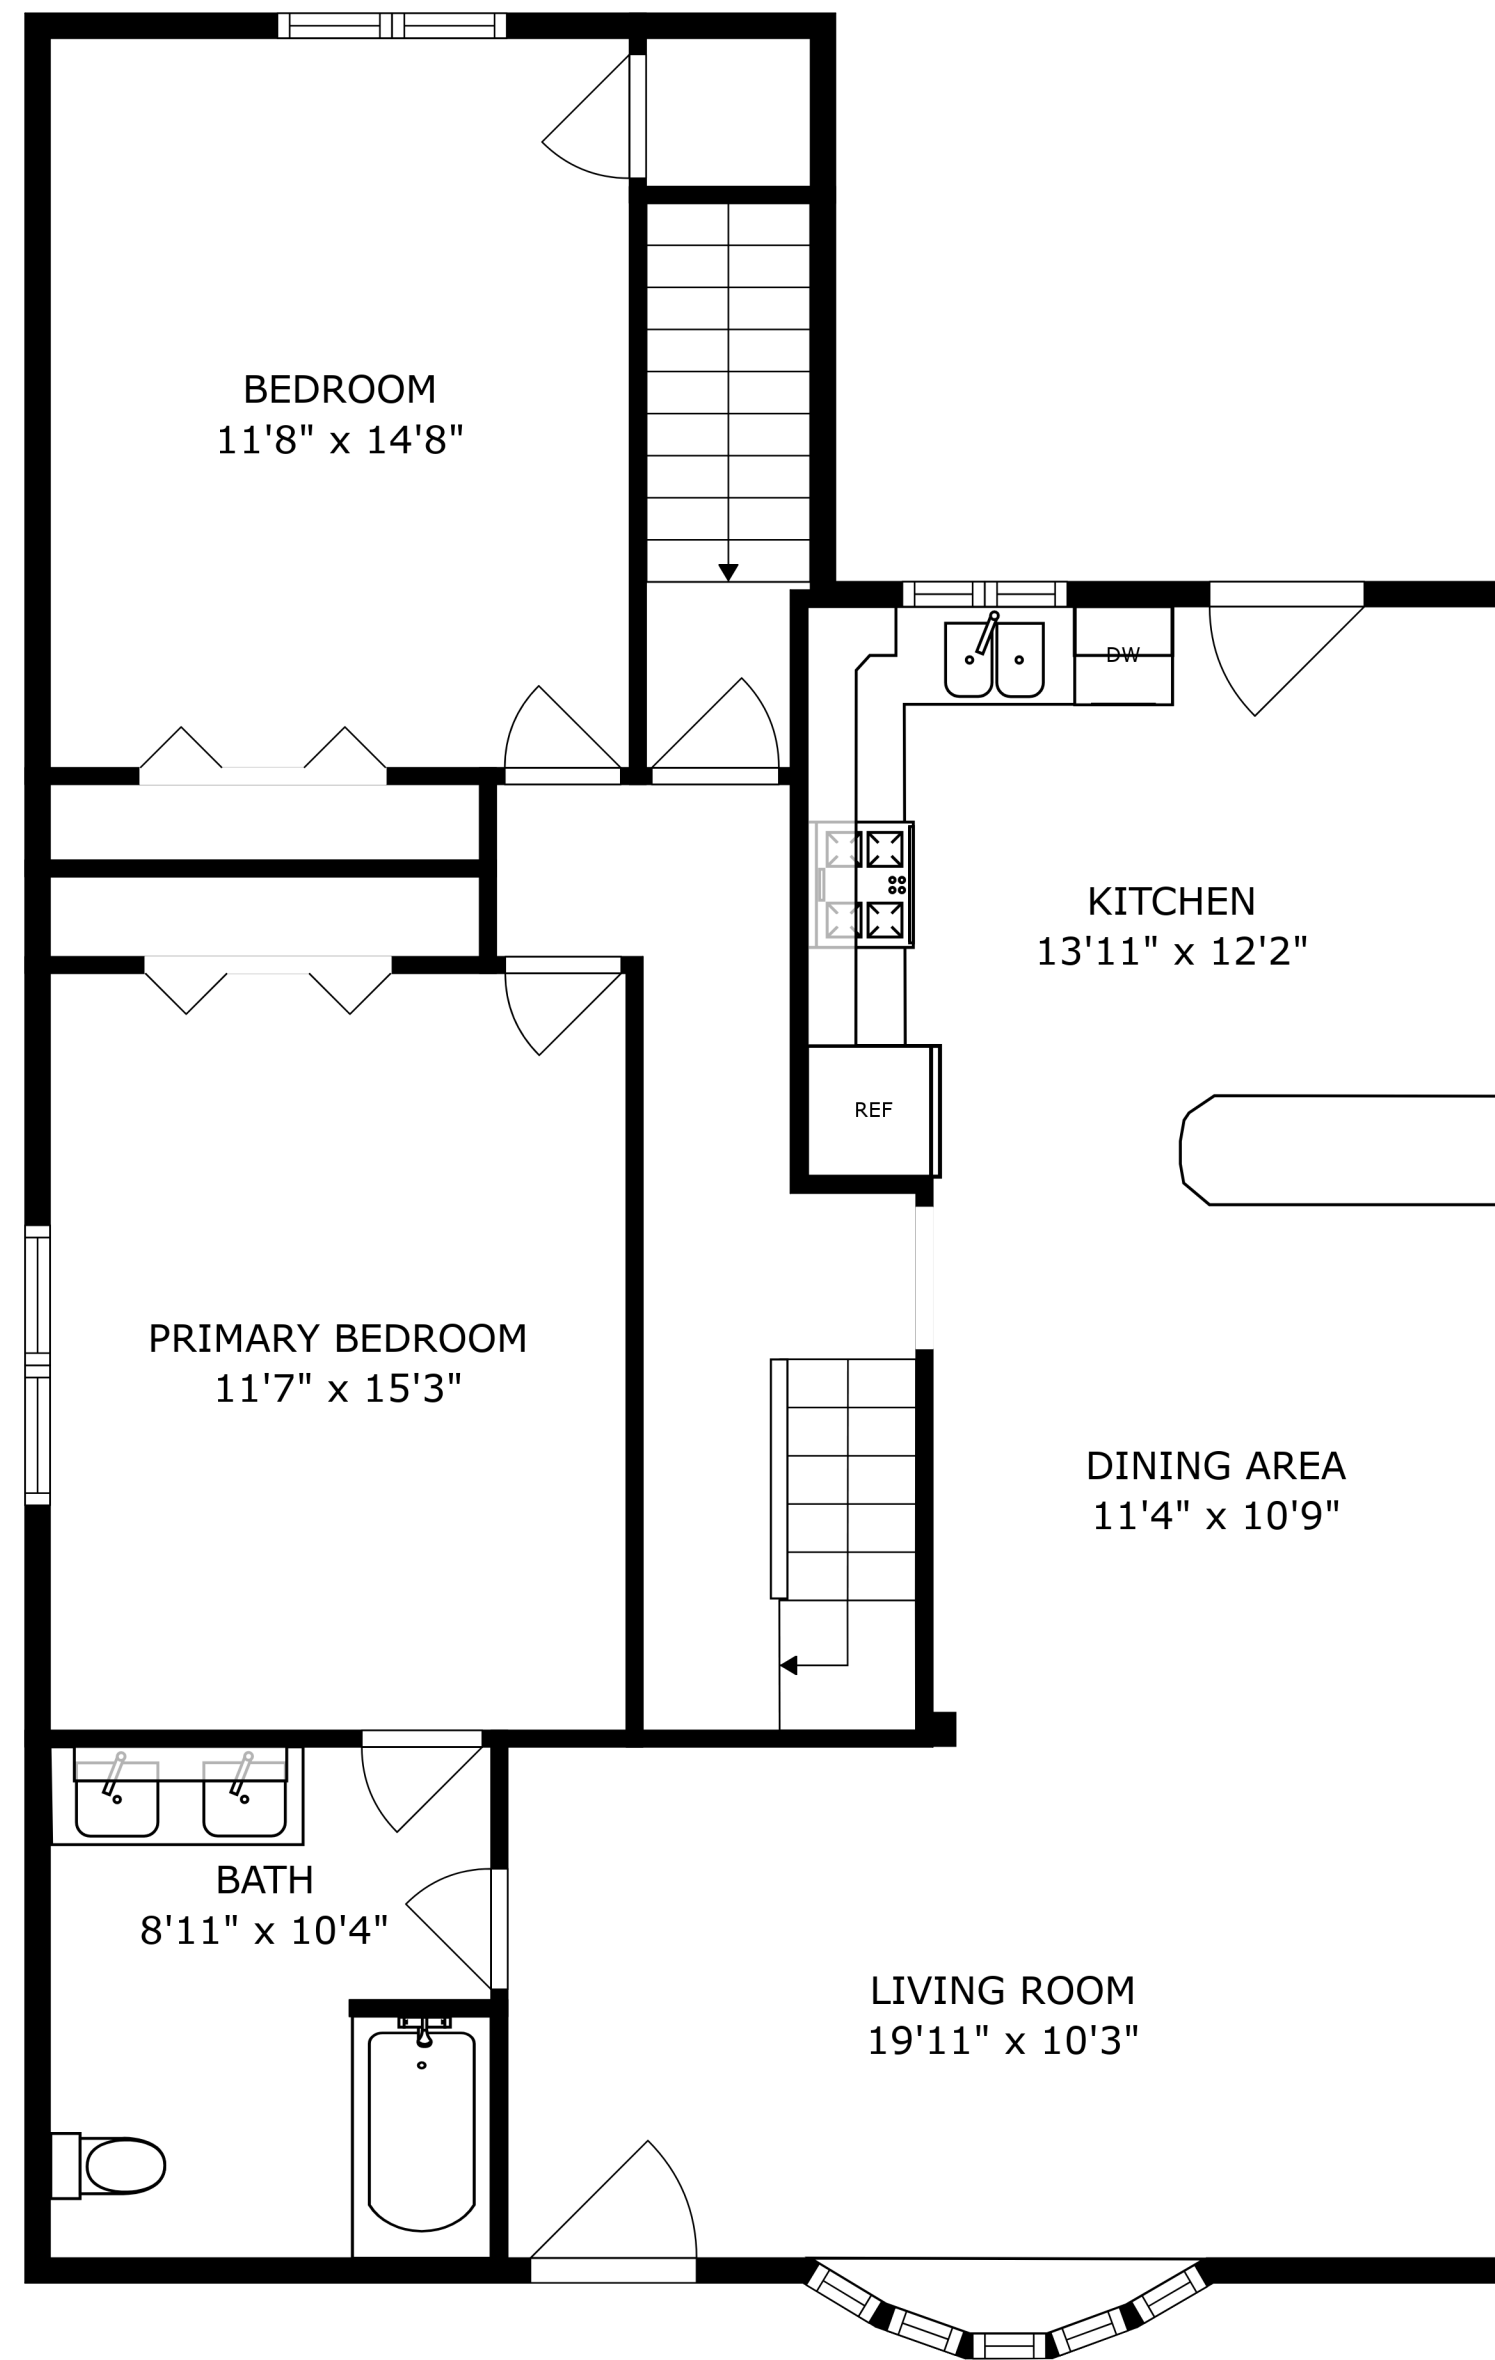 BEDROOM
11'8" x 14'8"
DW
KITCHEN
13'11" x 12'2"
REF
PRIMARY BEDROOM
11'7" x 15'3"
DINING AREA
11'4" x 10'9"
BATH
8'11" x 10'4"
LIVING ROOM
19'11" x 10'3"